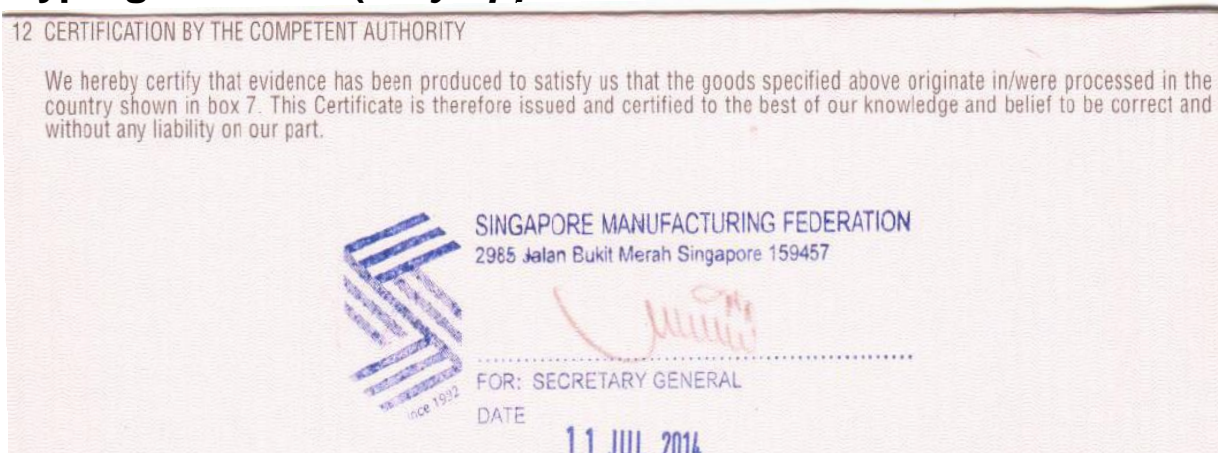 12 CERTIFICATION BY THE COMPETENT AUTHORITY
We hereby certify that evidence has been produced to satisfy us that the goods specified above originate in/were processed in the
country shown in box 7. This Certificate is therefore issued and certified to the best of our knowledge and belief to be correct and
without any liability on our part.
SINGAPORE MANUFACTURING FEDERATION
2985 Jalan Bukit Merah Singapore 159457
FOR: SECRETARY GENERAL
ince 1932
DATE
11 JUL 2014